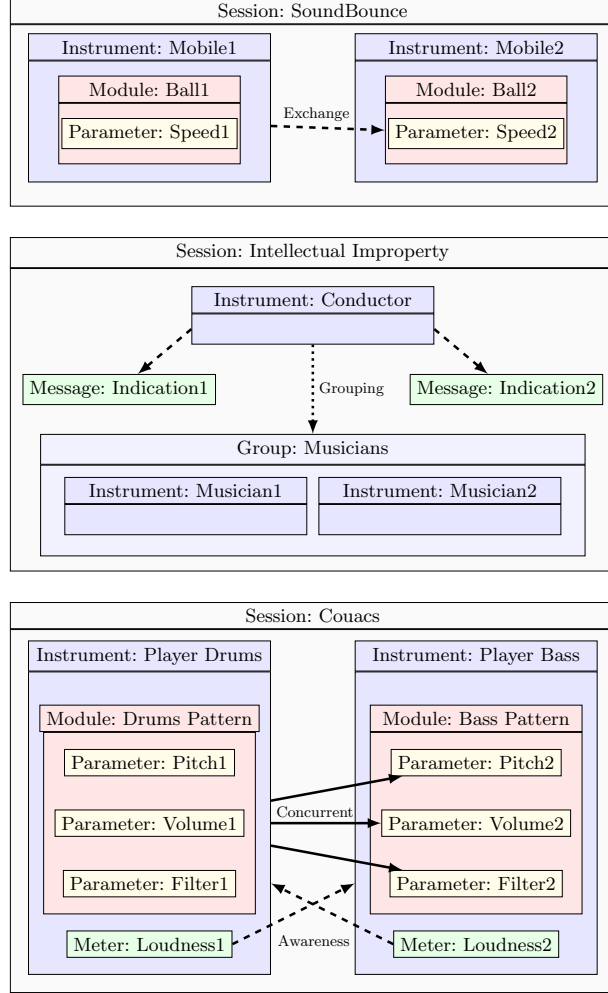 Session: SoundBounce
Instrument: Mobile1
Instrument: Mobile2
Module: Ball1
Module: Ball2
Exchange
Parameter: Speed1
Parameter: Speed2
Session: Intellectual Improperty
Instrument: Conductor
Message: Indication1
Grouping
Message: Indication2
Group: Musicians
Instrument: Musician1
Instrument: Musician2
Session: Couacs
Instrument: Player Drums
Instrument: Player Bass
Module: Drums Pattern
Module: Bass Pattern
Parameter: Pitch1
Parameter: Pitch2
Concurrent
Parameter: Volume1
Parameter: Volume2
Parameter: Filter1
Parameter: Filter2
Meter: Loudness1
Awareness
Meter: Loudness2